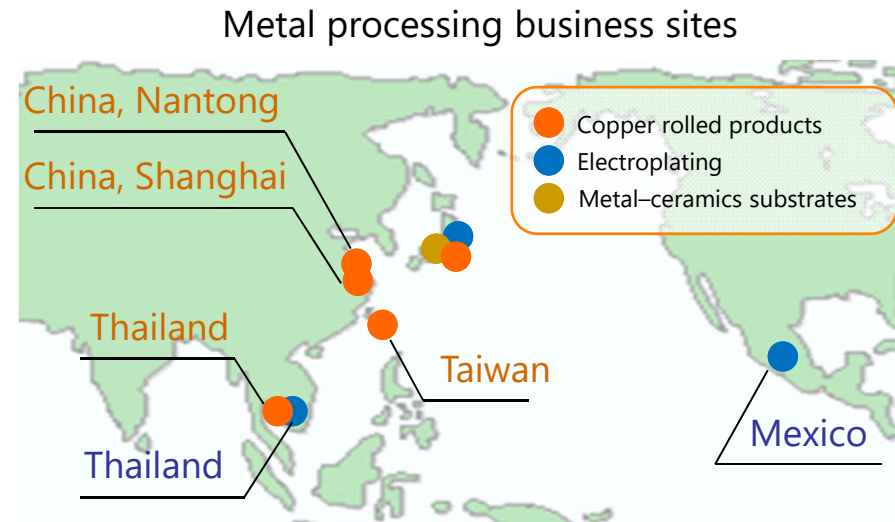 Metal processing business sites
China, Nantong
China, Shanghai
Copper rolled products
Electroplating
Metal–ceramics substrates
Thailand
Taiwan
Thailand
Mexico